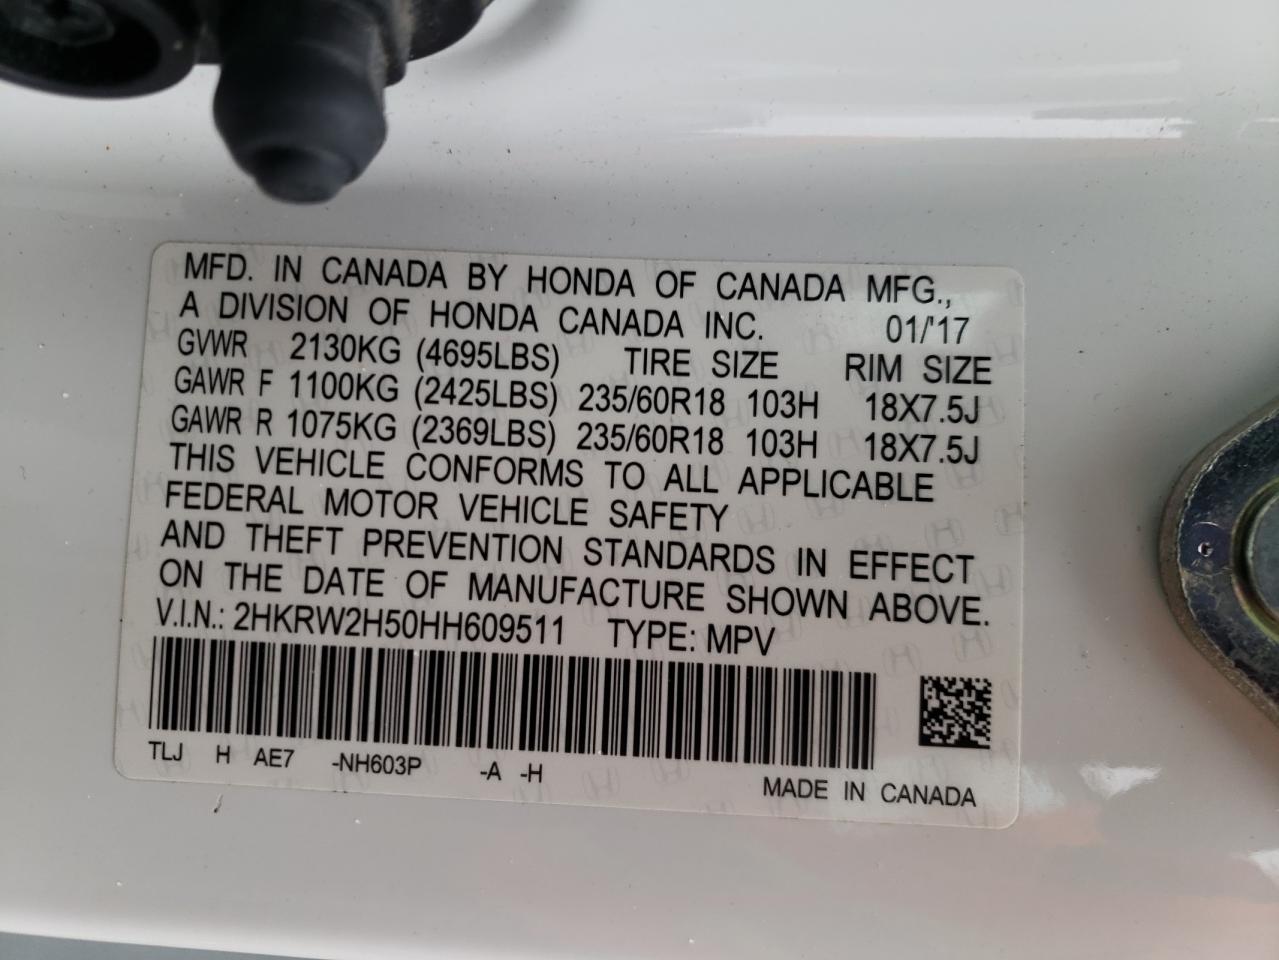 MFD. IN CANADA BY HONDA OF CANADA MFG.,
A DIVISION OF HONDA CANADA INC. 01/'17
GVWR 2130KG (4695LBS) TIRE SIZE RIM SIZE
GAWR F 1100KG (2425LBS) 235/60R18 103H 18X7.5J
GAWR R 1075KG (2369LBS) 235/60R18 103H 18X7.5J
THIS VEHICLE CONFORMS TO ALL APPLICABLE
FEDERAL MOTOR VEHICLE SAFETY
AND THEFT PREVENTION STANDARDS IN EFFECT
ON THE DATE OF MANUFACTURE SHOWN ABOVE.
V.I.N.: 2HKRW2H50HH609511 TYPE: MPV
TLJ H AE7 -NH603P -A -H
MADE IN CANADA